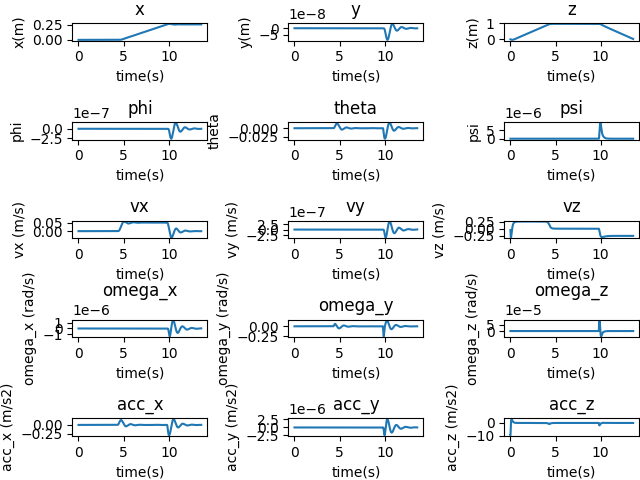 x
y
z
x(m)
0.25
0.00
time(s)
1e−8
y(m)
0
−5
time(s)
z(m)
1
0
time(s)
0 5 10
0 5 10
0 5 10
phi
theta
psi
1e−7
phi
0.0
−2.5
time(s)
theta
0.000
−0.025
time(s)
1e−6
psi
5
0
time(s)
0 5 10
0 5 10
0 5 10
vx
vy
vz
vx (m/s)
0.05
0.00
time(s)
1e−7
vy (m/s)
2.5
0.0
−2.5
time(s)
vz (m/s)
0.25
0.00
−0.25
time(s)
0 5 10
0 5 10
0 5 10
omega_x
omega_y
omega_z
1e−6
omega_x (rad/s)
1
0
−1
time(s)
omega_y (rad/s)
0.00
−0.25
time(s)
1e−5
omega_z (rad/s)
5
0
time(s)
0 5 10
0 5 10
0 5 10
acc_x
acc_y
acc_z
acc_x (m/s2)
0.00
−0.25
time(s)
1e−6
acc_y (m/s2)
2.5
0.0
−2.5
time(s)
acc_z (m/s2)
0
−10
time(s)
0 5 10
0 5 10
0 5 10